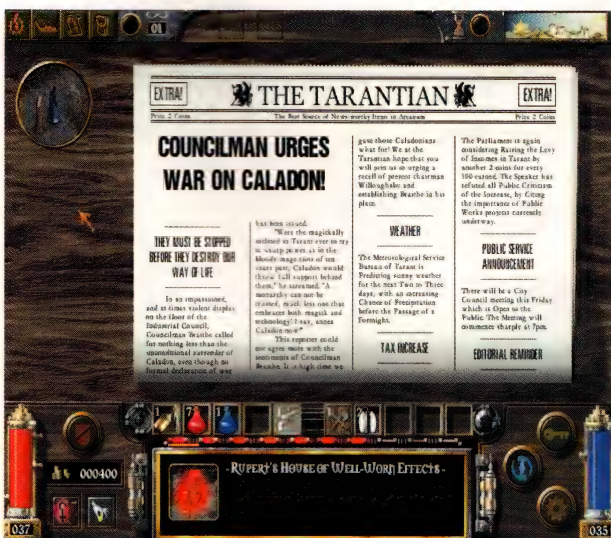 01
EXTRA!
THE TARANTIAN
EXTRA!
Price 2 Coins
The Best Source of News-worthy Items in Arcanum
Price 2 Coins
COUNCILMAN URGES
WAR ON CALADON!
THEY MUST BE STOPPED
BEFORE THEY DESTROY OUR
WAY OF LIFE
In an impassioned,
and at times violent display
on the floor of the
Industrial Council,
Councilman Braithe called
for nothing less than the
unconditional surrender of
Caladon, even though no
formal declaration of war
has been issued.
"Were the magickally
inclined in Tarant ever to try
to usurp power as in the
bloody mage riots of ten
years past, Caladon would
throw full support behind
them," he screamed. "A
monarchy can not be
trusted, much less one that
embraces both magick and
technology! I say, annex
Caladon now!"
This reporter could
not agree more with the
sentiments of Councilman
Braithe. It is high time we
gave those Caladonians
what for! We at the
Tarantian hope that you
will join us in urging a
recall of present chairman
Willoughsby and
establishing Braithe in his
place.
WEATHER
The Meteorological Service
Bureau of Tarant is
Predicting sunny weather
for the next Two to Three
days, with an increasing
Chance of Precipitation
before the Passage of a
Fortnight.
TAX INCREASE
The Parliament is again
considering Raising the Levy
of Incomes in Tarant by
another 2 coins for every
100 earned. The Speaker has
refuted all Public Criticism
of the Increase, by Citing
the importance of Public
Works projects currently
underway.
PUBLIC SERVICE
ANNOUNCEMENT
There will be a City
Council meeting this Friday
which is Open to the
Public. The Meeting will
commence sharply at 7pm.
EDITORIAL REMINDER
1
7
1
000400
-RUPERT'S HOUSE OF WELL-WORN EFFECTS-
037
035